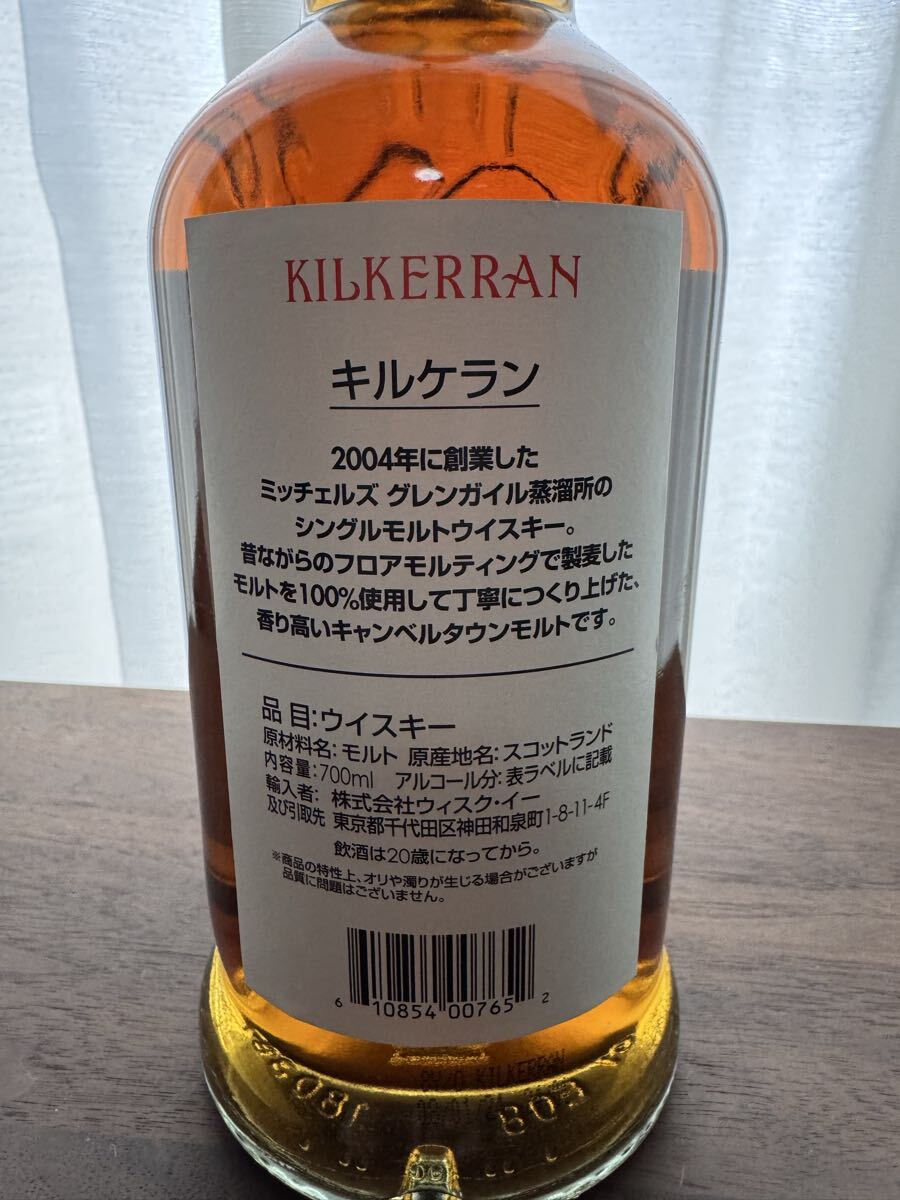 KILKERRAN
キルケラン
2004年に創業した
ミッチェルズ グレンガイル蒸溜所の
シングルモルトウイスキー。
昔ながらのフロアモルティングで製麦した
モルトを100%使用して丁寧につくり上げた、
香り高いキャンベルタウンモルトです。
品 目:ウイスキー
原材料名: モルト 原産地名: スコットランド
内容量:700ml アルコール分: 表ラベルに記載
輸入者: 株式会社ウィスク・イー
及び引取先 東京都千代田区神田和泉町1-8-11-4F
飲酒は20歳になってから。
※商品の特性上、オリや濁りが生じる場合がございますが
品質に問題はございません。
6 10854 00765 2
KILKERRAN